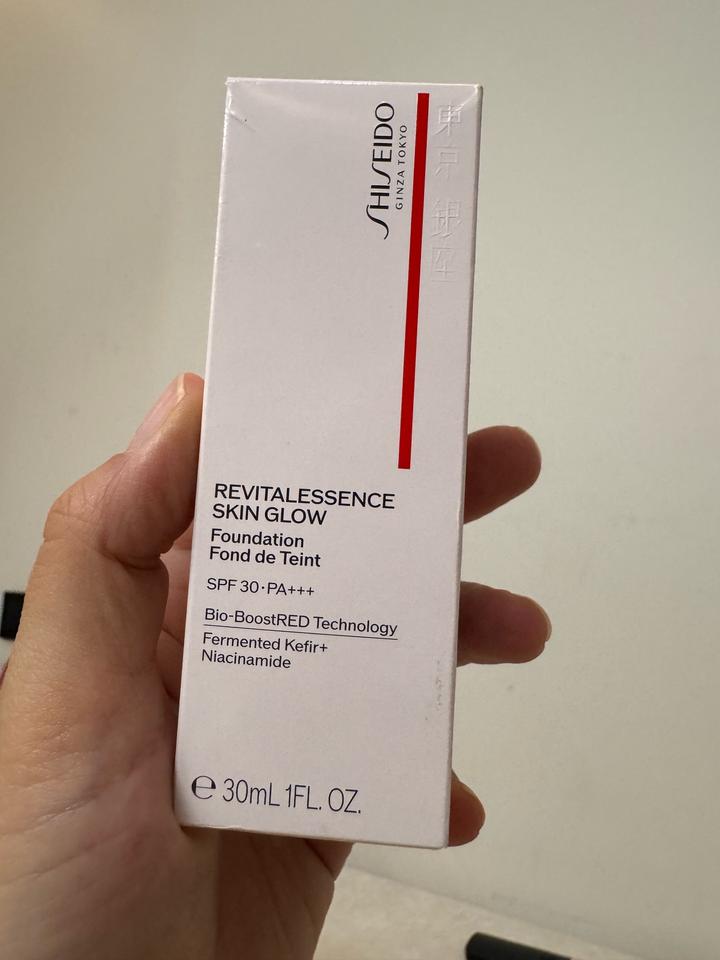 SHISEIDO
GINZA TOKYO
東京 銀座
REVITALESSENCE
SKIN GLOW
Foundation
Fond de Teint
SPF 30·PA+++
Bio-BoostRED Technology
Fermented Kefir+
Niacinamide
℮ 30mL 1FL. OZ.